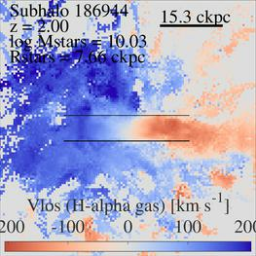 Subhalo 186944
z = 2.00
log Mstars = 10.03
Rstars = 7.66 ckpc
15.3 ckpc
Vlos (H-alpha gas) [km s⁻¹]
200 -100 0 100 200